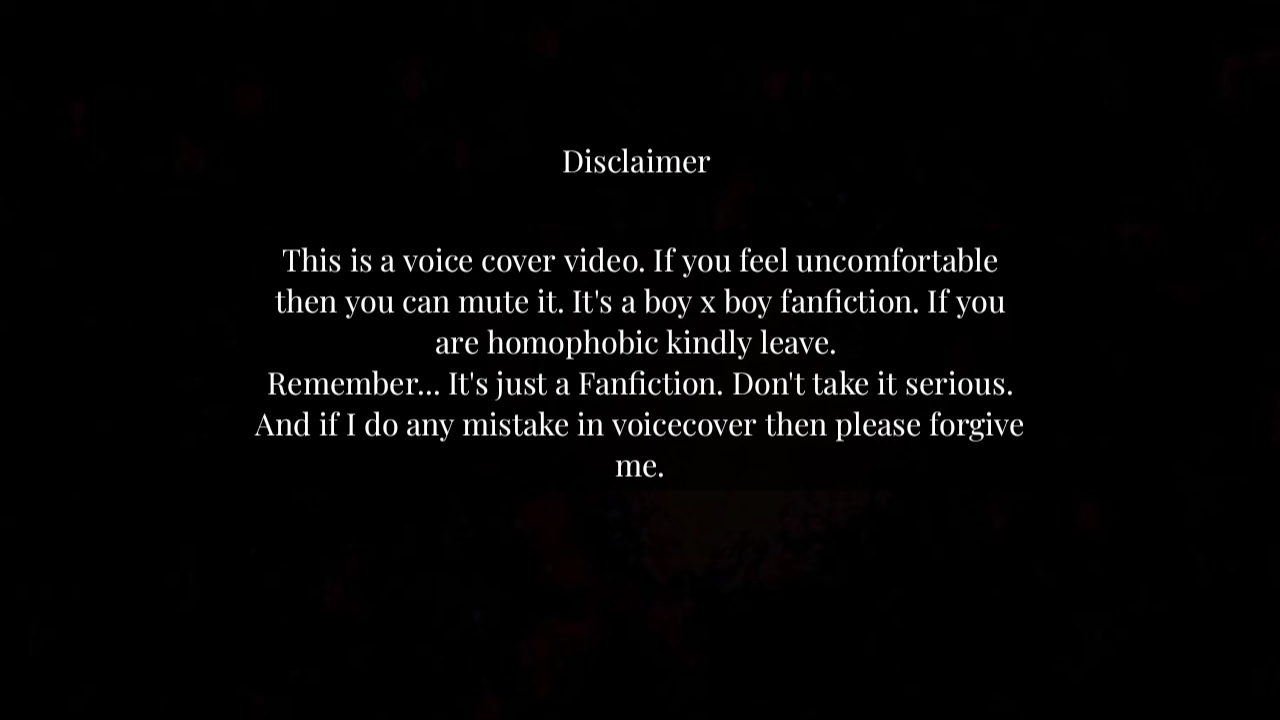 Disclaimer
This is a voice cover video. If you feel uncomfortable
then you can mute it. It's a boy x boy fanfiction. If you
are homophobic kindly leave.
Remember... It's just a Fanfiction. Don't take it serious.
And if I do any mistake in voicecover then please forgive
me.